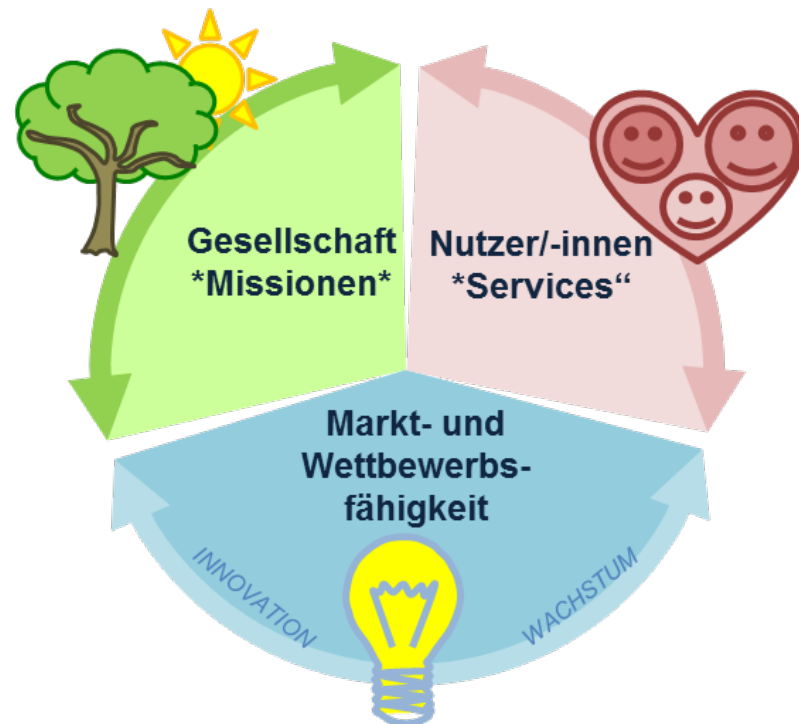 Gesellschaft
*Missionen*
Nutzer/-innen
*Services“
Markt- und
Wettbewerbs-
fähigkeit
INNOVATION
WACHSTUM